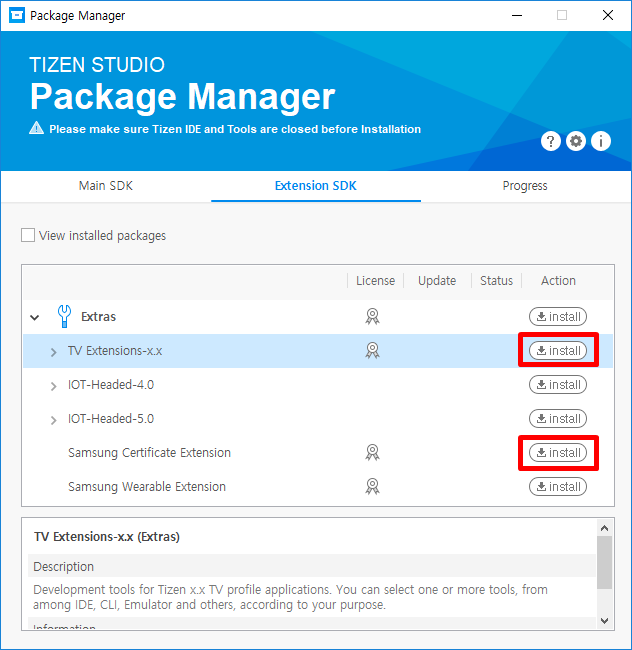 Package Manager
TIZEN STUDIO
Package Manager
Please make sure Tizen IDE and Tools are closed before Installation
? i
Main SDK Extension SDK Progress
View installed packages
License Update Status Action
Extras install
TV Extensions-x.x install
IOT-Headed-4.0 install
IOT-Headed-5.0 install
Samsung Certificate Extension install
Samsung Wearable Extension install
TV Extensions-x.x (Extras)
Description
Development tools for Tizen x.x TV profile applications. You can select one or more tools, from
among IDE, CLI, Emulator and others, according to your purpose.
Information